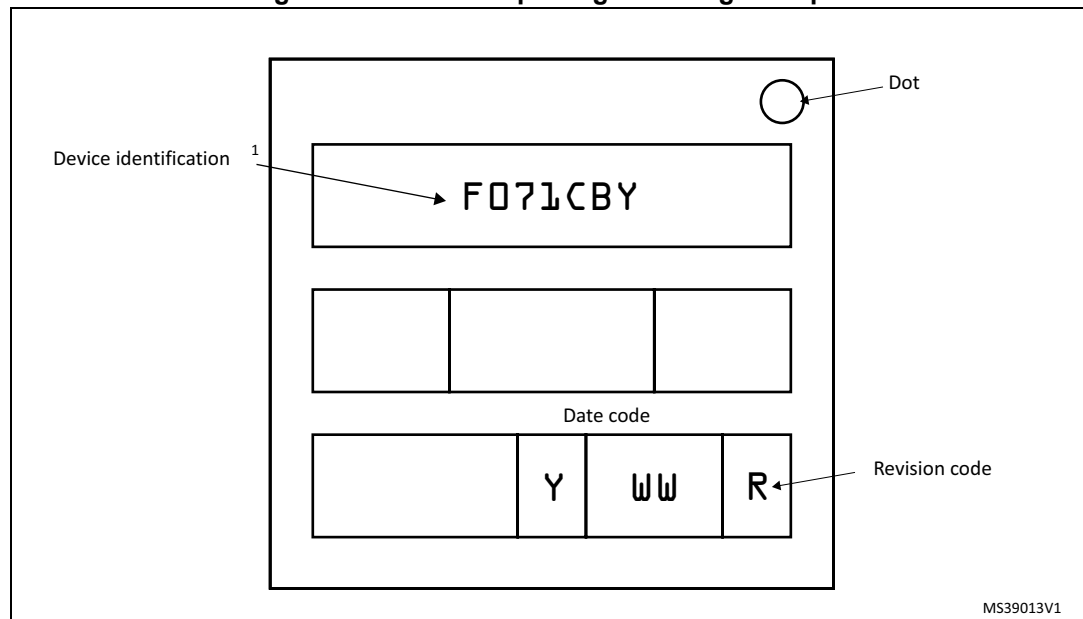 Dot
Device identification 1
F071CBY
Date code
Y WW R
Revision code
MS39013V1